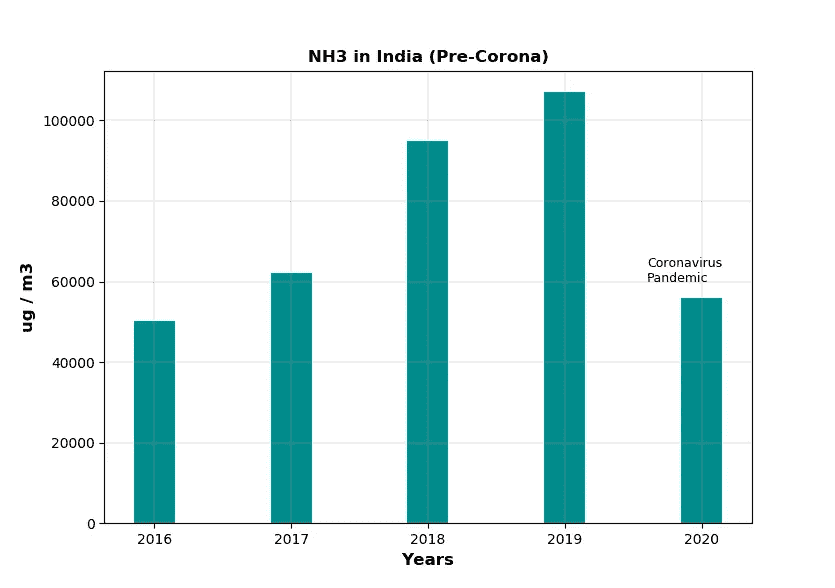 NH3 in India (Pre-Corona)
ug / m3
100000
80000
60000
40000
20000
0
Coronavirus
Pandemic
2016
2017
2018
2019
2020
Years